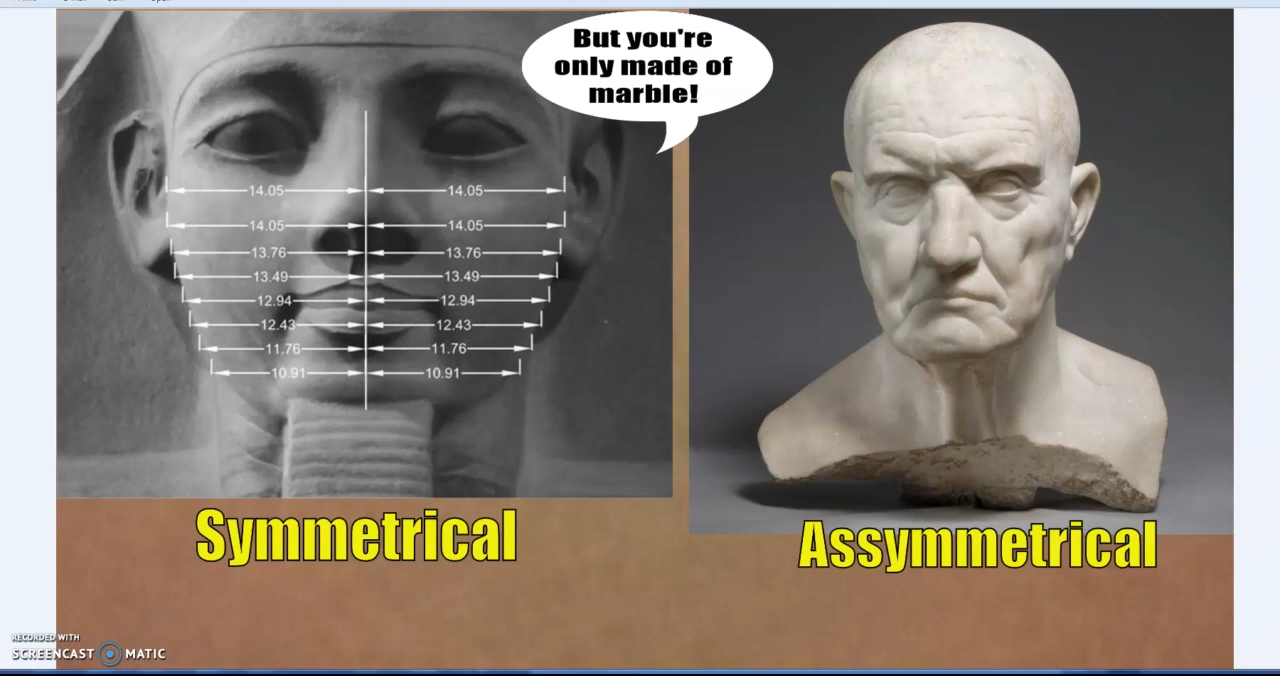 But you're
only made of
marble!
14.05 14.05
14.05 14.05
13.76 13.76
13.49 13.49
12.94 12.94
12.43 12.43
11.76 11.76
10.91 10.91
Symmetrical
Assymmetrical
RECORDED WITH
SCREENCAST MATIC